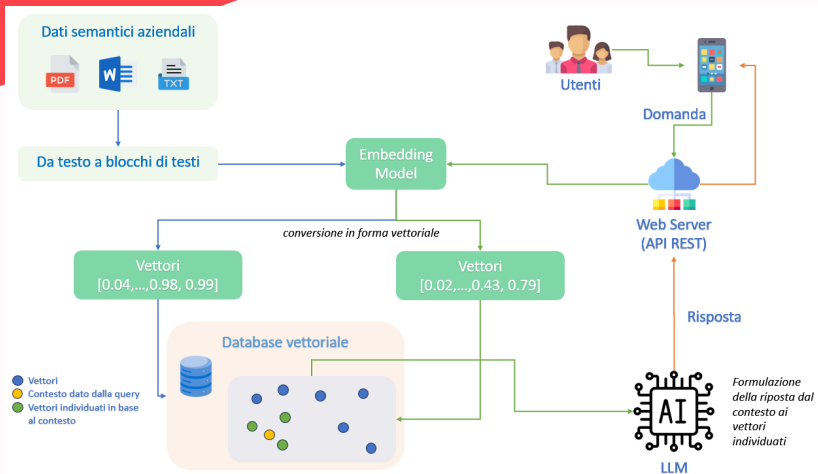 Dati semantici aziendali
PDF
W
TXT
Utenti
Domanda
Da testo a blocchi di testi
Embedding
Model
Web Server
(API REST)
conversione in forma vettoriale
Vettori
[0.04,...,0.98, 0.99]
Vettori
[0.02,...,0.43, 0.79]
Risposta
Database vettoriale
Vettori
Contesto dato dalla query
Vettori individuati in base
al contesto
AI
Formulazione
della riposta dal
contesto ai
vettori
individuati
LLM